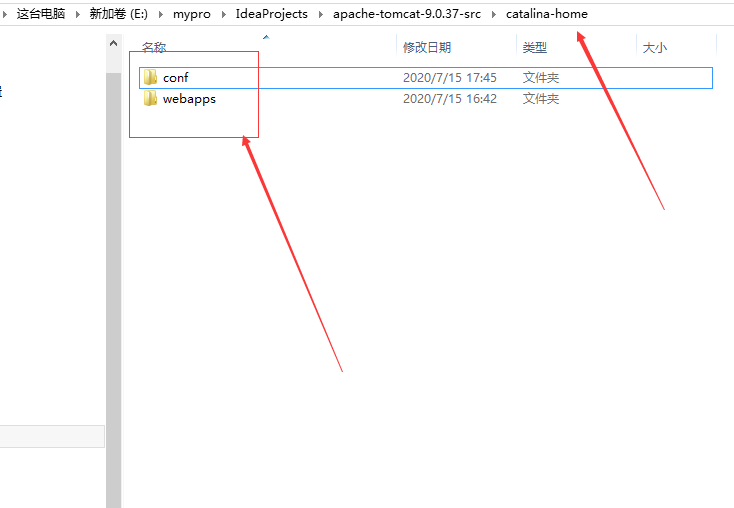 这台电脑 新加卷 (E:) mypro IdeaProjects apache-tomcat-9.0.37-src catalina-home
名称 修改日期 类型 大小
conf 2020/7/15 17:45 文件夹
webapps 2020/7/15 16:42 文件夹